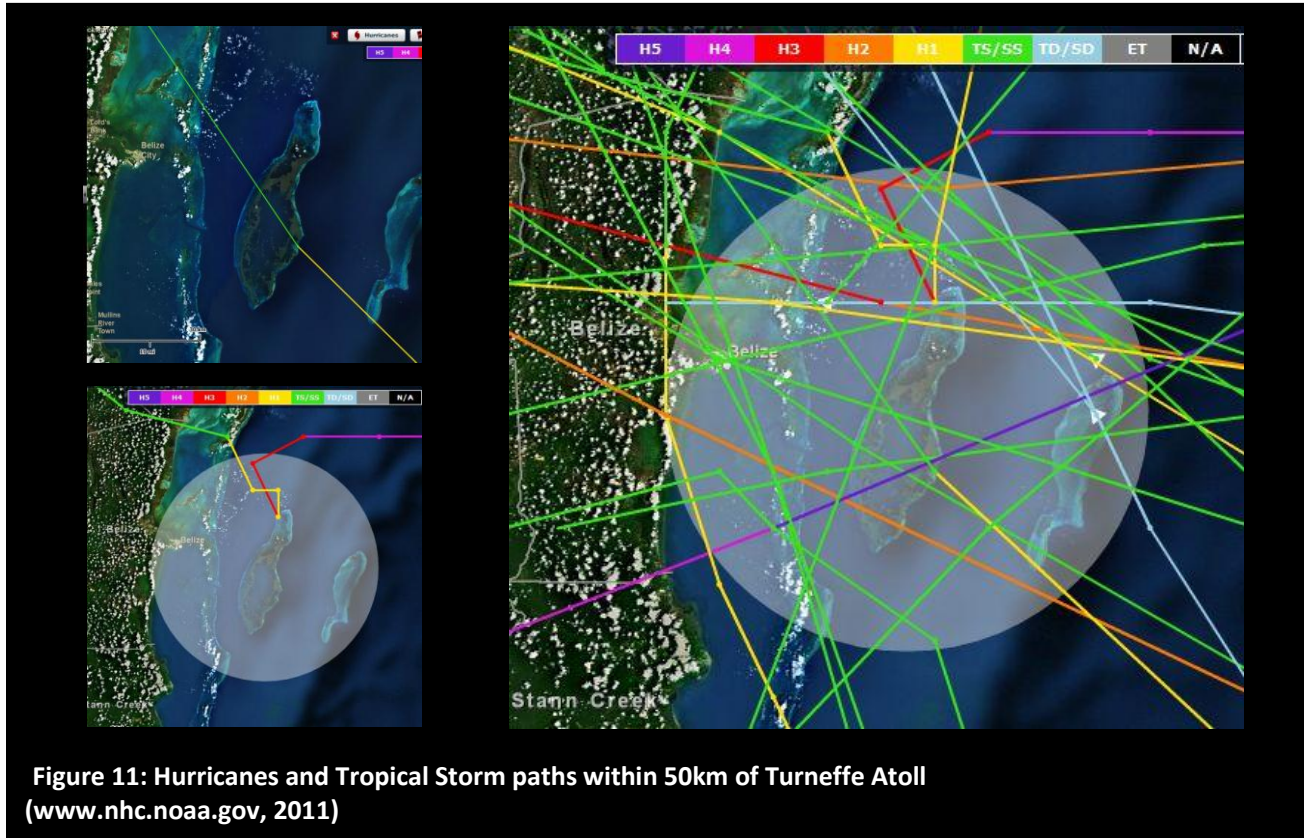 Hurricanes
H5 H4
Belize
City
Mullins
River
Town
H5 H4 H3 H2 H1 TS/SS TD/SD ET N/A
Belize
Belize
Stann Creek
H5 H4 H3 H2 H1 TS/SS TD/SD ET N/A
Belize
Belize
Stann Creek
Figure 11: Hurricanes and Tropical Storm paths within 50km of Turneffe Atoll
(www.nhc.noaa.gov, 2011)